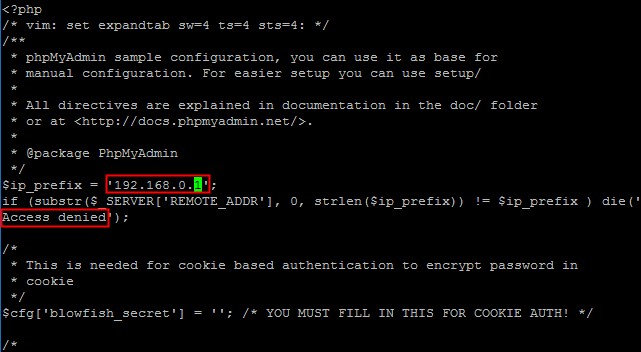 <?php
/* vim: set expandtab sw=4 ts=4 sts=4: */
/**
 * phpMyAdmin sample configuration, you can use it as base for
 * manual configuration. For easier setup you can use setup/
 *
 * All directives are explained in documentation in the doc/ folder
 * or at <http://docs.phpmyadmin.net/>.
 *
 * @package PhpMyAdmin
 */
$ip_prefix = '192.168.0.1';
if (substr($_SERVER['REMOTE_ADDR'], 0, strlen($ip_prefix)) != $ip_prefix ) die('
Access denied');

/*
 * This is needed for cookie based authentication to encrypt password in
 * cookie
 */
$cfg['blowfish_secret'] = ''; /* YOU MUST FILL IN THIS FOR COOKIE AUTH! */

/*